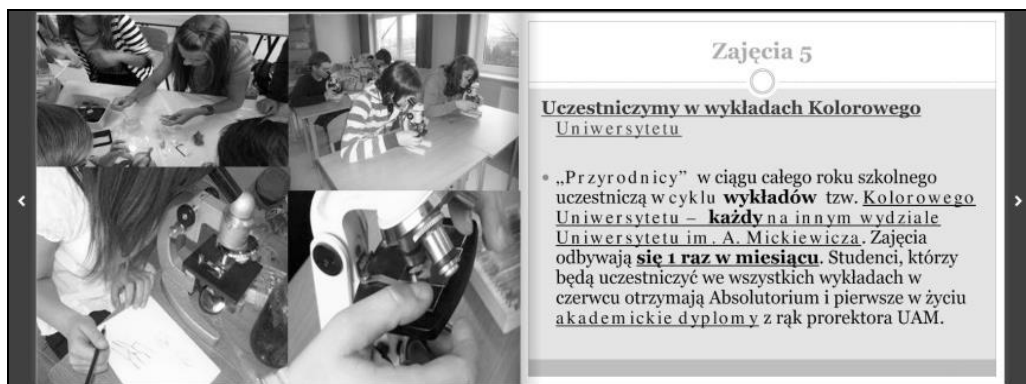 Zajęcia 5
Uczestniczymy w wykładach Kolorowego
Uniwersytetu
• „Przyrodnicy” w ciągu całego roku szkolnego
uczestniczą w cyklu wykładów tzw. Kolorowego
Uniwersytetu – każdy na innym wydziale
Uniwersytetu im. A. Mickiewicza. Zajęcia
odbywają się 1 raz w miesiącu. Studenci, którzy
będą uczestniczyć we wszystkich wykładach w
czerwcu otrzymają Absolutorium i pierwsze w życiu
akademickie dyplomy z rąk prorektora UAM.